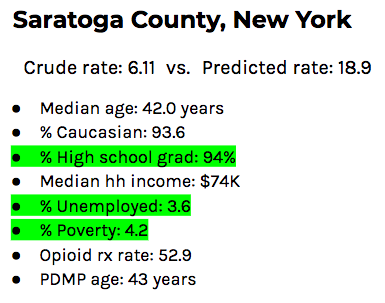 Saratoga County, New York
Crude rate: 6.11 vs. Predicted rate: 18.9
● Median age: 42.0 years
● % Caucasian: 93.6
● % High school grad: 94%
● Median hh income: $74K
● % Unemployed: 3.6
● % Poverty: 4.2
● Opioid rx rate: 52.9
● PDMP age: 43 years